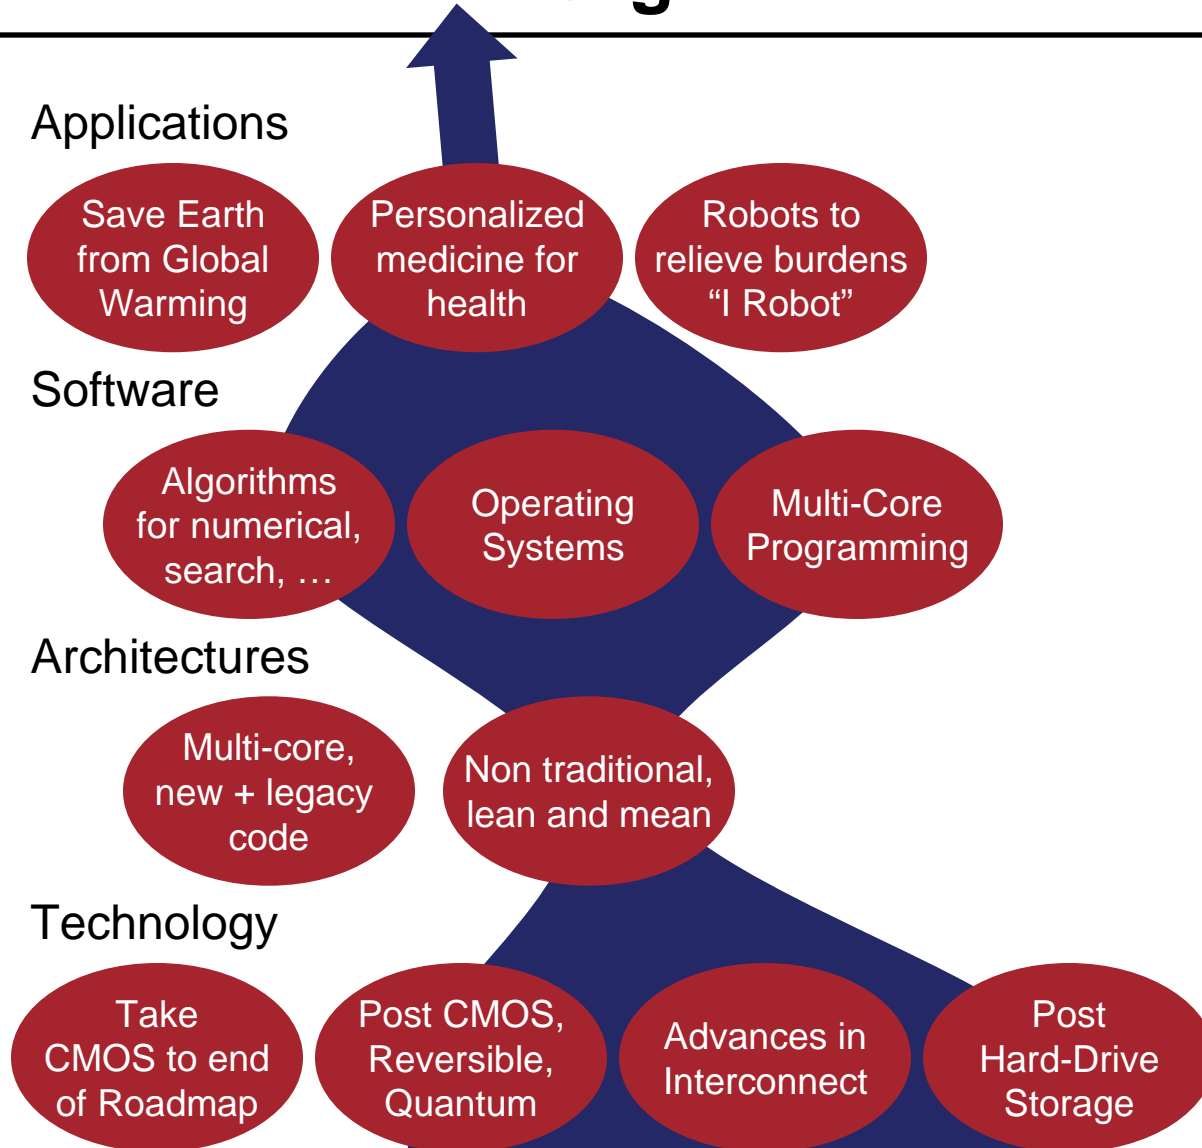 Applications
Save Earth
from Global
Warming
Personalized
medicine for
health
Robots to
relieve burdens
“I Robot”
Software
Algorithms
for numerical,
search, …
Operating
Systems
Multi-Core
Programming
Architectures
Multi-core,
new + legacy
code
Non traditional,
lean and mean
Technology
Take
CMOS to end
of Roadmap
Post CMOS,
Reversible,
Quantum
Advances in
Interconnect
Post
Hard-Drive
Storage